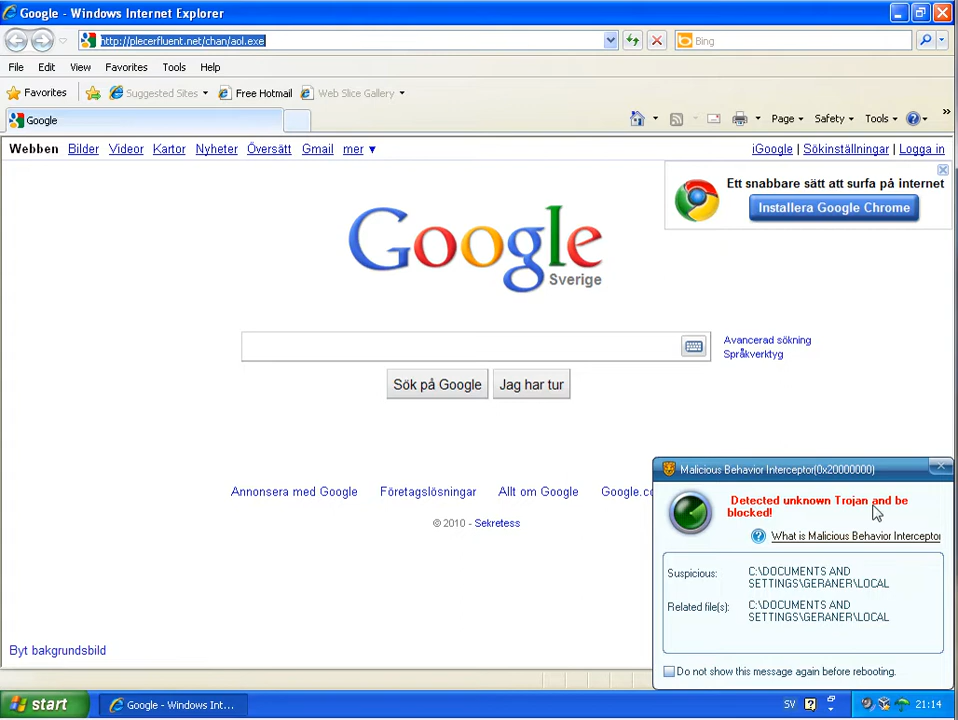 Google - Windows Internet Explorer
http://plecerfluent.net/chan/aol.exe
Bing
File Edit View Favorites Tools Help
Favorites Suggested Sites Free Hotmail Web Slice Gallery
Google
Page Safety Tools
»
Webben Bilder Videor Kartor Nyheter Översätt Gmail mer ▼
iGoogle | Sökinställningar | Logga in
Ett snabbare sätt att surfa på internet
Installera Google Chrome
Google
Sverige
Avancerad sökning
Språkverktyg
Sök på Google Jag har tur
Annonsera med Google Företagslösningar Allt om Google Google.co
© 2010 - Sekretess
Byt bakgrundsbild
Malicious Behavior Interceptor(0x20000000)
Detected unknown Trojan and be
blocked!
What is Malicious Behavior Interceptor
Suspicious: C:\DOCUMENTS AND
SETTINGS\GERANER\LOCAL
Related file(s): C:\DOCUMENTS AND
SETTINGS\GERANER\LOCAL
Do not show this message again before rebooting.
start Google - Windows Int... SV 21:14